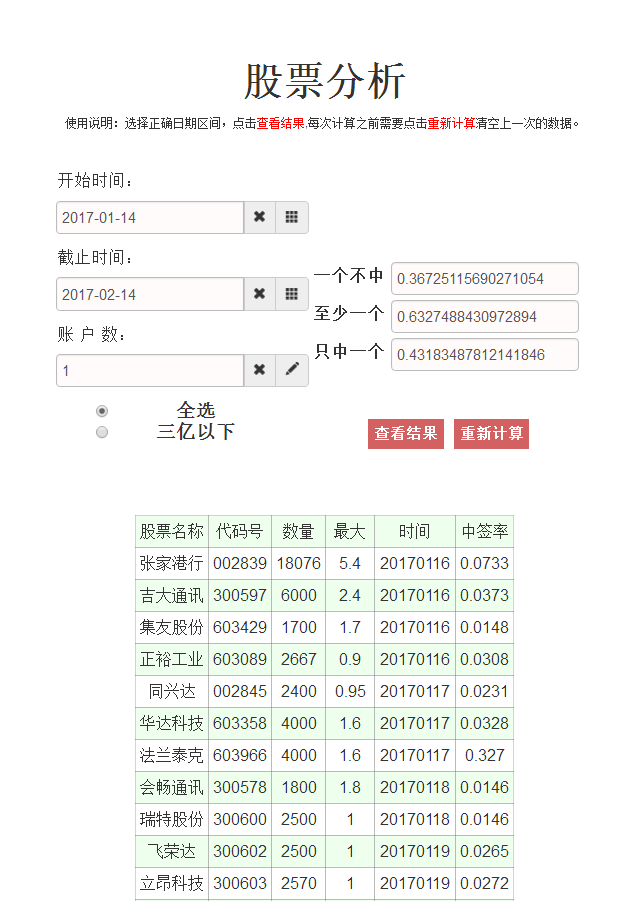 股票分析
使用说明：选择正确日期区间，点击查看结果,每次计算之前需要点击重新计算清空上一次的数据。
开始时间：
2017-01-14
截止时间：
2017-02-14
一个不中 0.36725115690271054
至少一个 0.6327488430972894
账 户 数：
只中一个 0.43183487812141846
1
全选
三亿以下
查看结果 重新计算
股票名称 代码号 数量 最大 时间 中签率
张家港行 002839 18076 5.4 20170116 0.0733
吉大通讯 300597 6000 2.4 20170116 0.0373
集友股份 603429 1700 1.7 20170116 0.0148
正裕工业 603089 2667 0.9 20170116 0.0308
同兴达 002845 2400 0.95 20170117 0.0231
华达科技 603358 4000 1.6 20170117 0.0328
法兰泰克 603966 4000 1.6 20170117 0.327
会畅通讯 300578 1800 1.8 20170118 0.0146
瑞特股份 300600 2500 1 20170118 0.0146
飞荣达 300602 2500 1 20170119 0.0265
立昂科技 300603 2570 1 20170119 0.0272